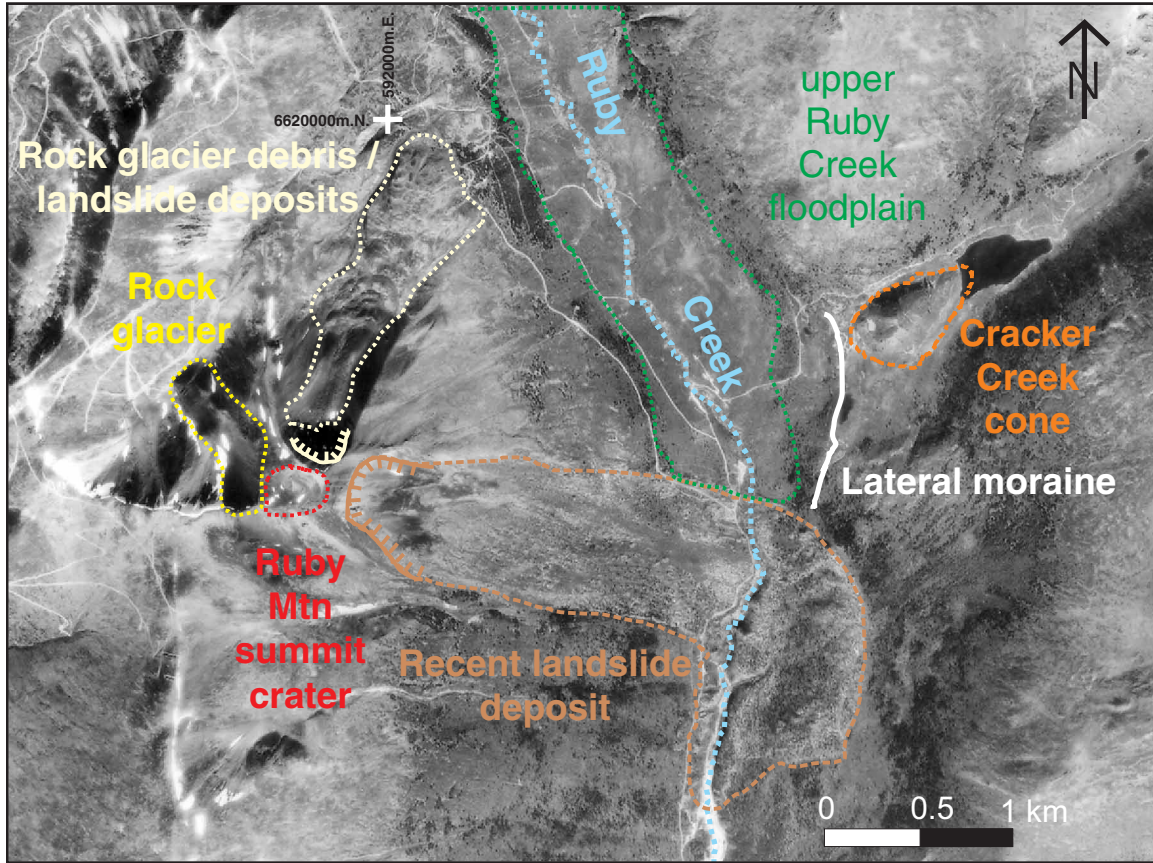 592000m.E.
6620000m.N.
N
Rock glacier debris /
landslide deposits
Ruby
Creek
upper
Ruby
Creek
floodplain
Rock
glacier
Cracker
Creek
cone
Lateral moraine
Ruby
Mtn
summit
crater
Recent landslide
deposit
0 0.5 1 km